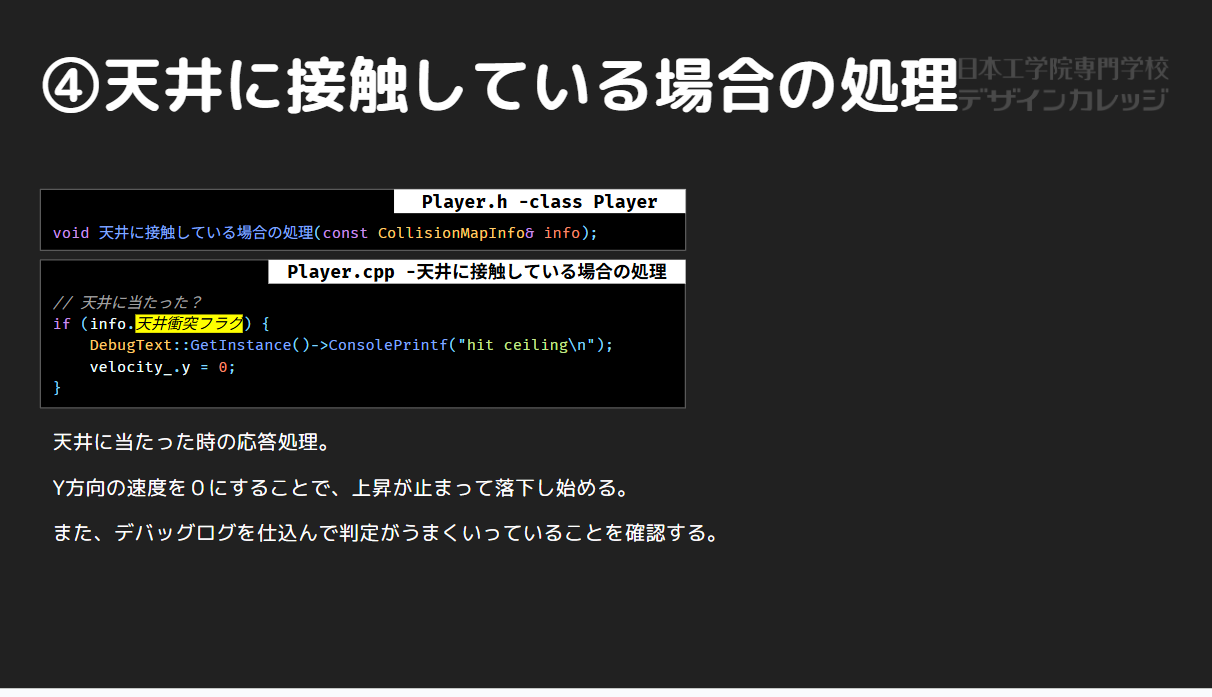 ④天井に接触している場合の処理
日本工学院専門学校
デザインカレッジ
Player.h -class Player
void 天井に接触している場合の処理(const CollisionMapInfo& info);
Player.cpp -天井に接触している場合の処理
// 天井に当たった？
if (info.天井衝突フラグ) {
    DebugText::GetInstance()->ConsolePrintf("hit ceiling\n");
    velocity_.y = 0;
}
天井に当たった時の応答処理。
Y方向の速度を０にすることで、上昇が止まって落下し始める。
また、デバッグログを仕込んで判定がうまくいっていることを確認する。